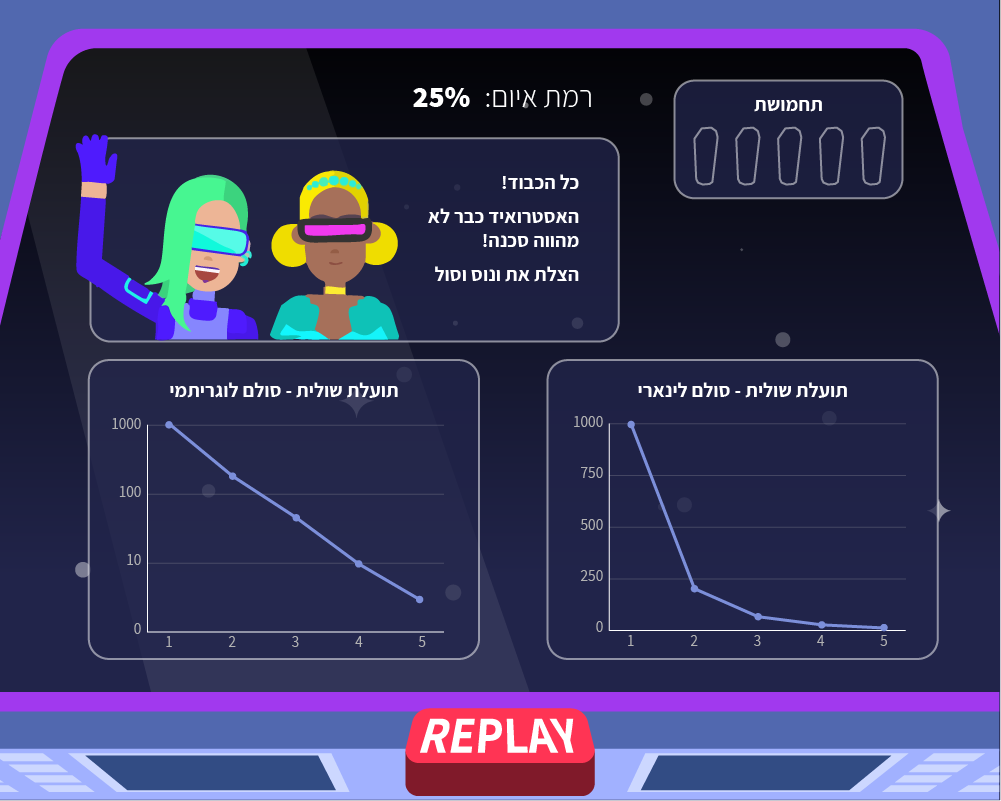 רמת איום: 25%
תחמושת
כל הכבוד!
האסטרואיד כבר לא
מהווה סכנה!
הצלת את ונוס וסול
תועלת שולית - סולם לינארי
1000
750
500
250
0
1 2 3 4 5
תועלת שולית - סולם לוגריתמי
1000
100
10
0
1 2 3 4 5
REPLAY